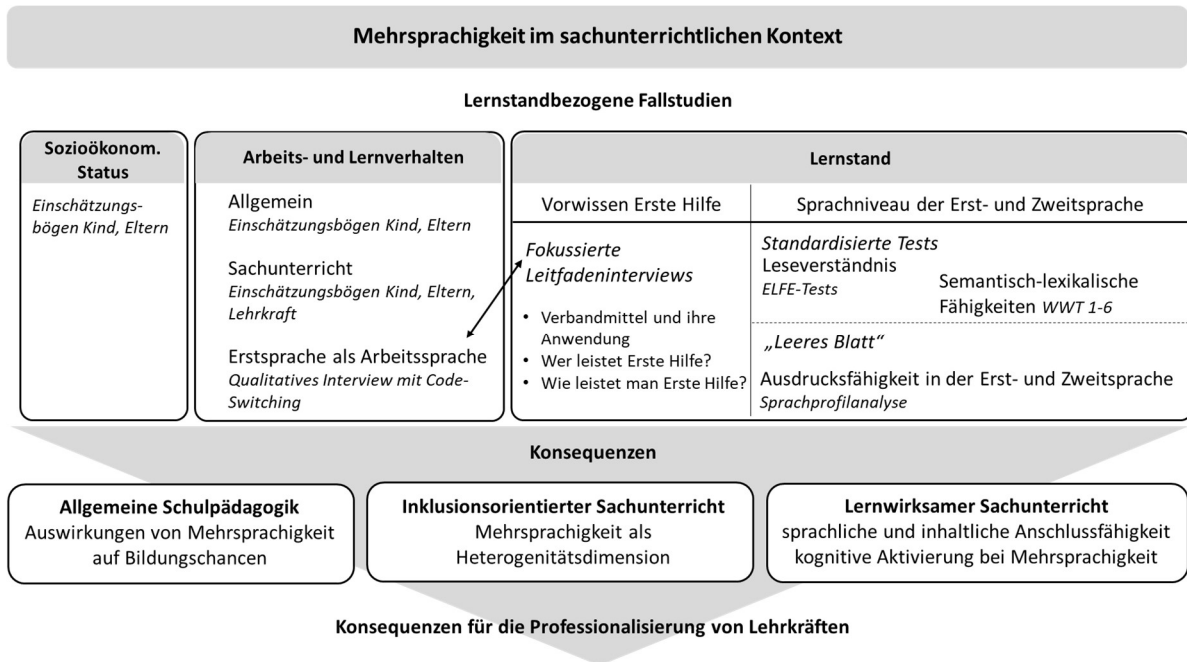 Mehrsprachigkeit im sachunterrichtlichen Kontext
Lernstandbezogene Fallstudien
Sozioökonom.
Status
Einschätzungs-
bögen Kind, Eltern
Arbeits- und Lernverhalten
Allgemein
Einschätzungsbögen Kind, Eltern
Sachunterricht
Einschätzungsbögen Kind, Eltern,
Lehrkraft
Erstsprache als Arbeitssprache
Qualitatives Interview mit Code-
Switching
Lernstand
Vorwissen Erste Hilfe
Fokussierte
Leitfadeninterviews
• Verbandmittel und ihre
Anwendung
• Wer leistet Erste Hilfe?
• Wie leistet man Erste Hilfe?
Sprachniveau der Erst- und Zweitsprache
Standardisierte Tests
Leseverständnis
ELFE-Tests
Semantisch-lexikalische
Fähigkeiten WWT 1-6
„Leeres Blatt“
Ausdrucksfähigkeit in der Erst- und Zweitsprache
Sprachprofilanalyse
Konsequenzen
Allgemeine Schulpädagogik
Auswirkungen von Mehrsprachigkeit
auf Bildungschancen
Inklusionsorientierter Sachunterricht
Mehrsprachigkeit als
Heterogenitätsdimension
Lernwirksamer Sachunterricht
sprachliche und inhaltliche Anschlussfähigkeit
kognitive Aktivierung bei Mehrsprachigkeit
Konsequenzen für die Professionalisierung von Lehrkräften